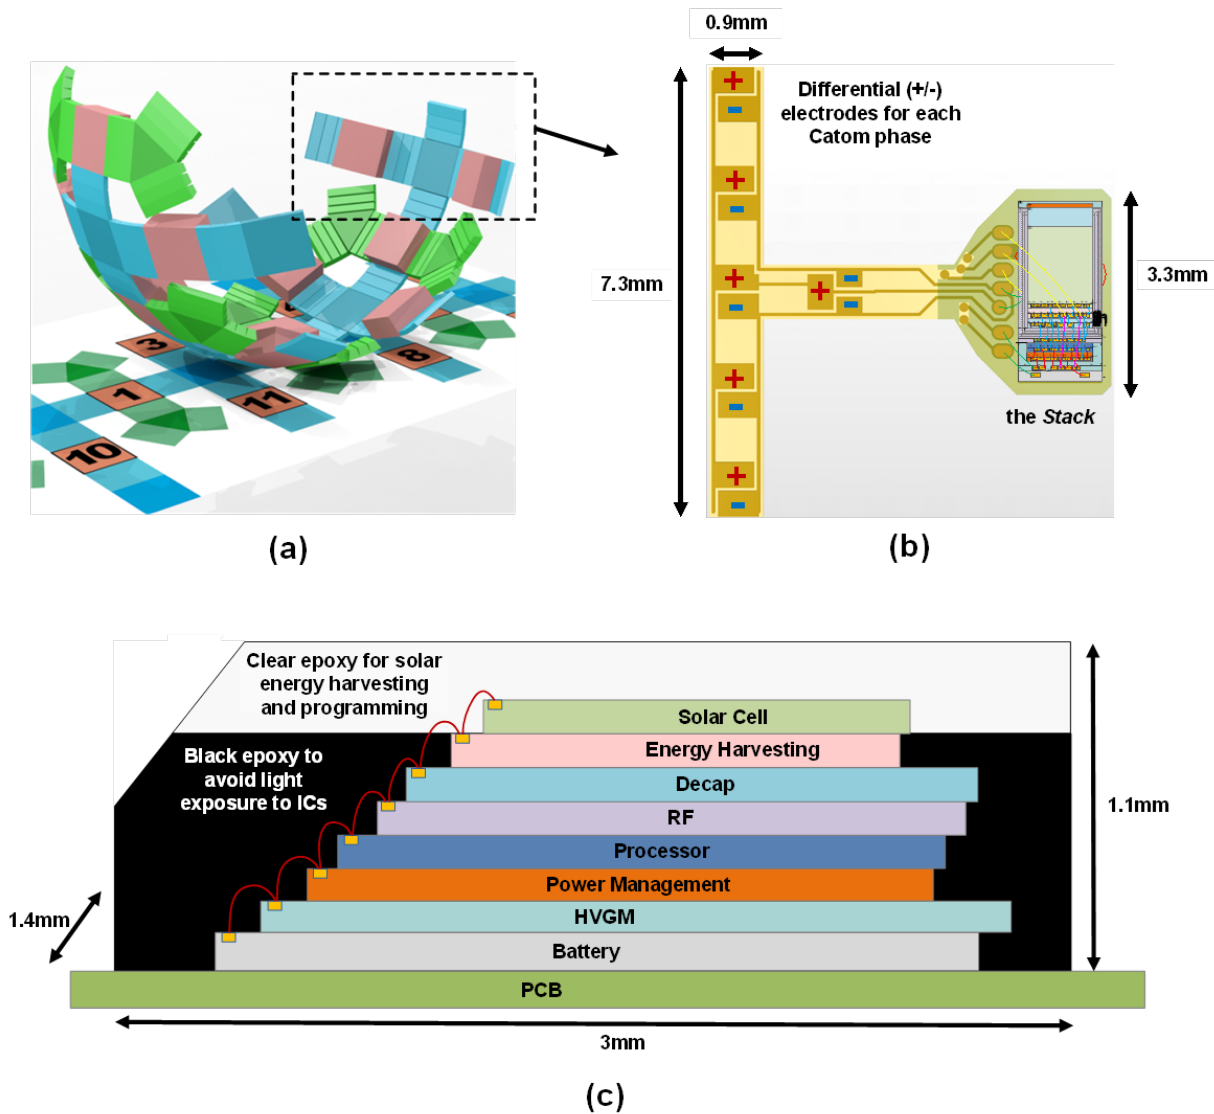 0.9mm
Differential (+/-)
electrodes for each
Catom phase
7.3mm
3.3mm
the Stack
3
8
1
11
10
(a)
(b)
Clear epoxy for solar
energy harvesting
and programming
Solar Cell
Black epoxy to
avoid light
exposure to ICs
Energy Harvesting
Decap
RF
Processor
Power Management
HVGM
Battery
PCB
1.1mm
1.4mm
3mm
(c)